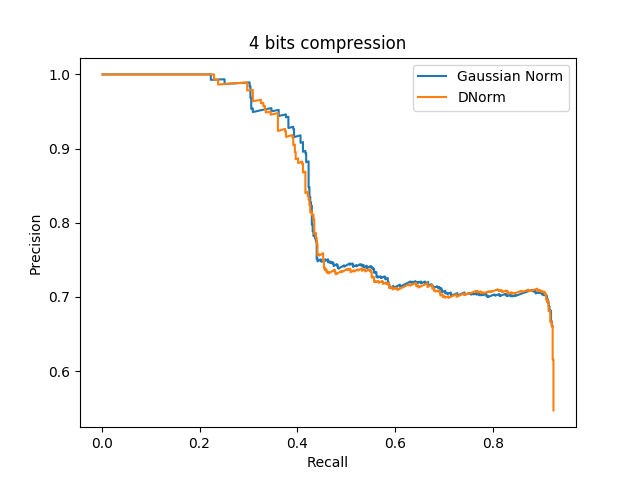 4 bits compression
Gaussian Norm
DNorm
Precision
1.0
0.9
0.8
0.7
0.6
0.0 0.2 0.4 0.6 0.8
Recall